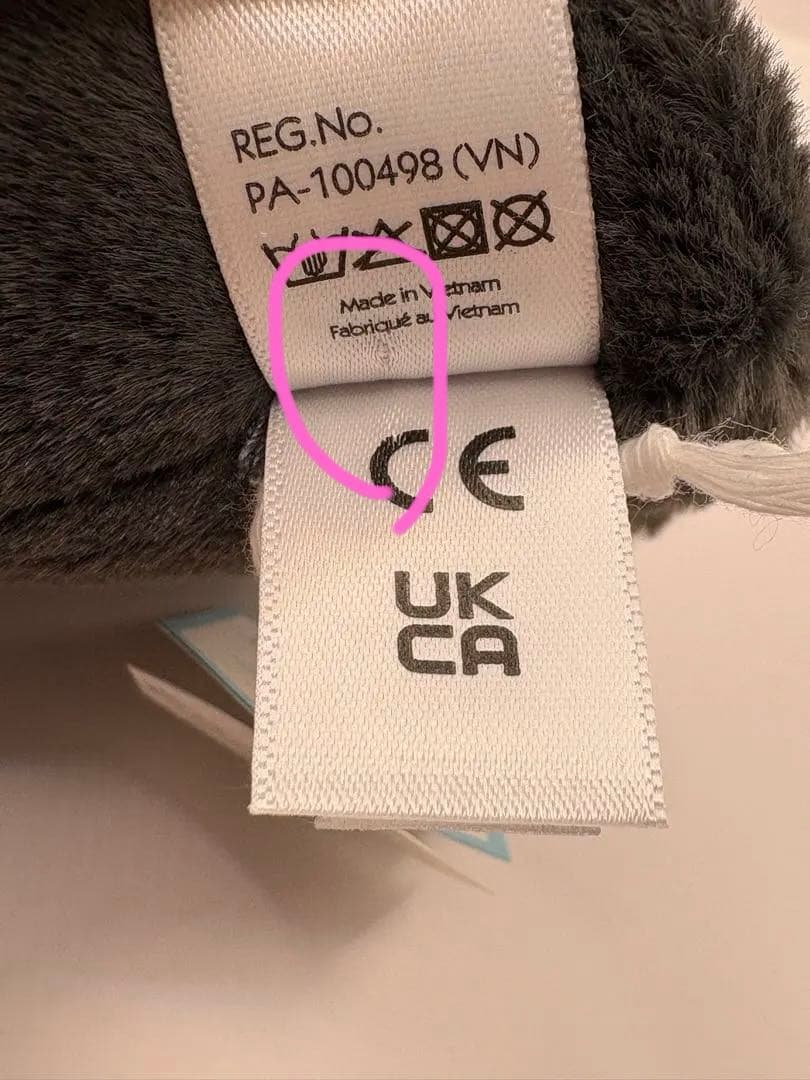 REG.No.
PA-100498 (VN)
Made in Vietnam
Fabriqué au Vietnam
CE
UK
CA